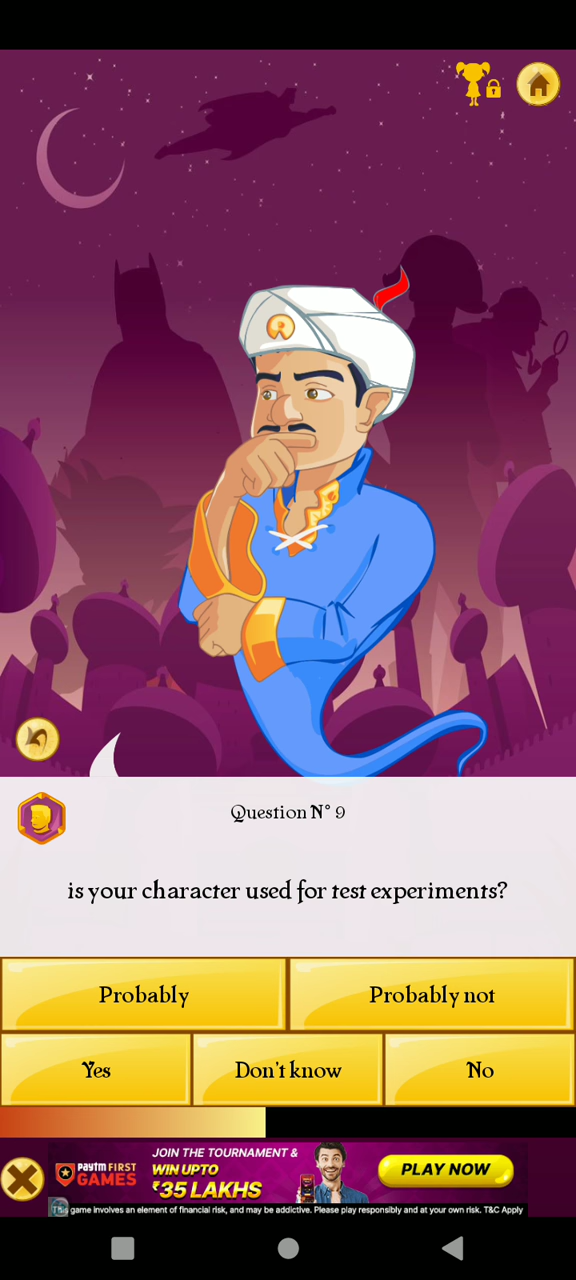 Question N° 9
is your character used for test experiments?
Probably
Probably not
Yes
Don't know
No
paytm FIRST
GAMES
JOIN THE TOURNAMENT &
WIN UPTO
₹35 LAKHS
PLAY NOW
This game involves an element of financial risk, and may be addictive. Please play responsibly and at your own risk. T&C Apply